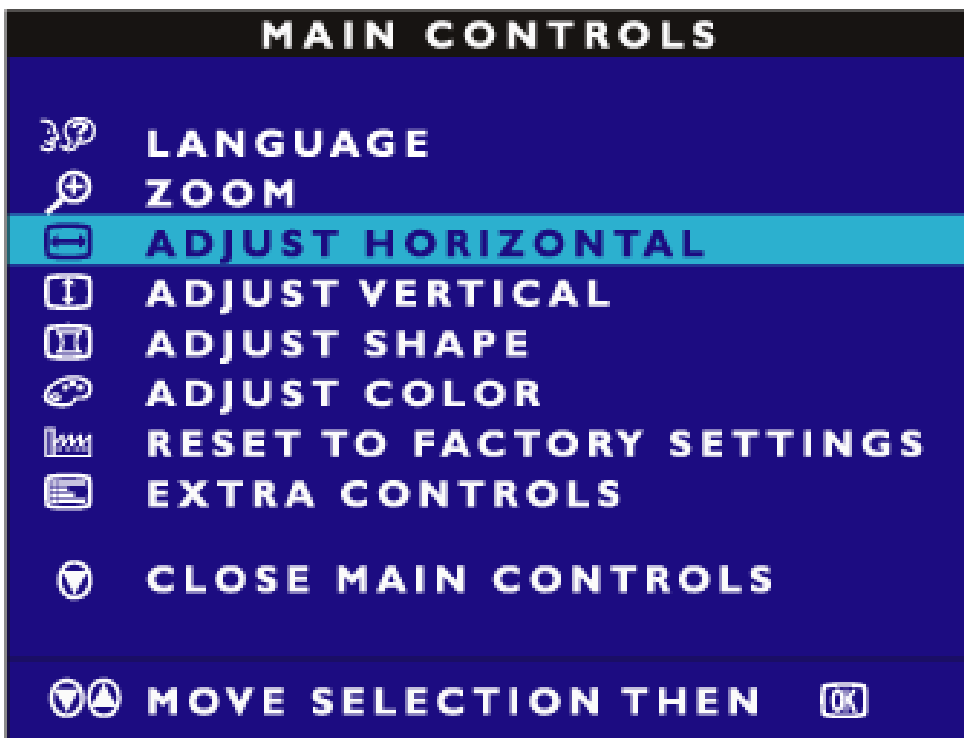 MAIN CONTROLS
LANGUAGE
ZOOM
ADJUST HORIZONTAL
ADJUST VERTICAL
ADJUST SHAPE
ADJUST COLOR
RESET TO FACTORY SETTINGS
EXTRA CONTROLS
CLOSE MAIN CONTROLS
MOVE SELECTION THEN OK